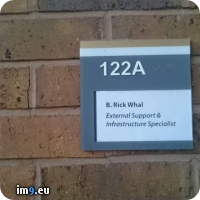 122A
B. Rick Whal
External Support &
Infrastructure Specialist
im9.eu